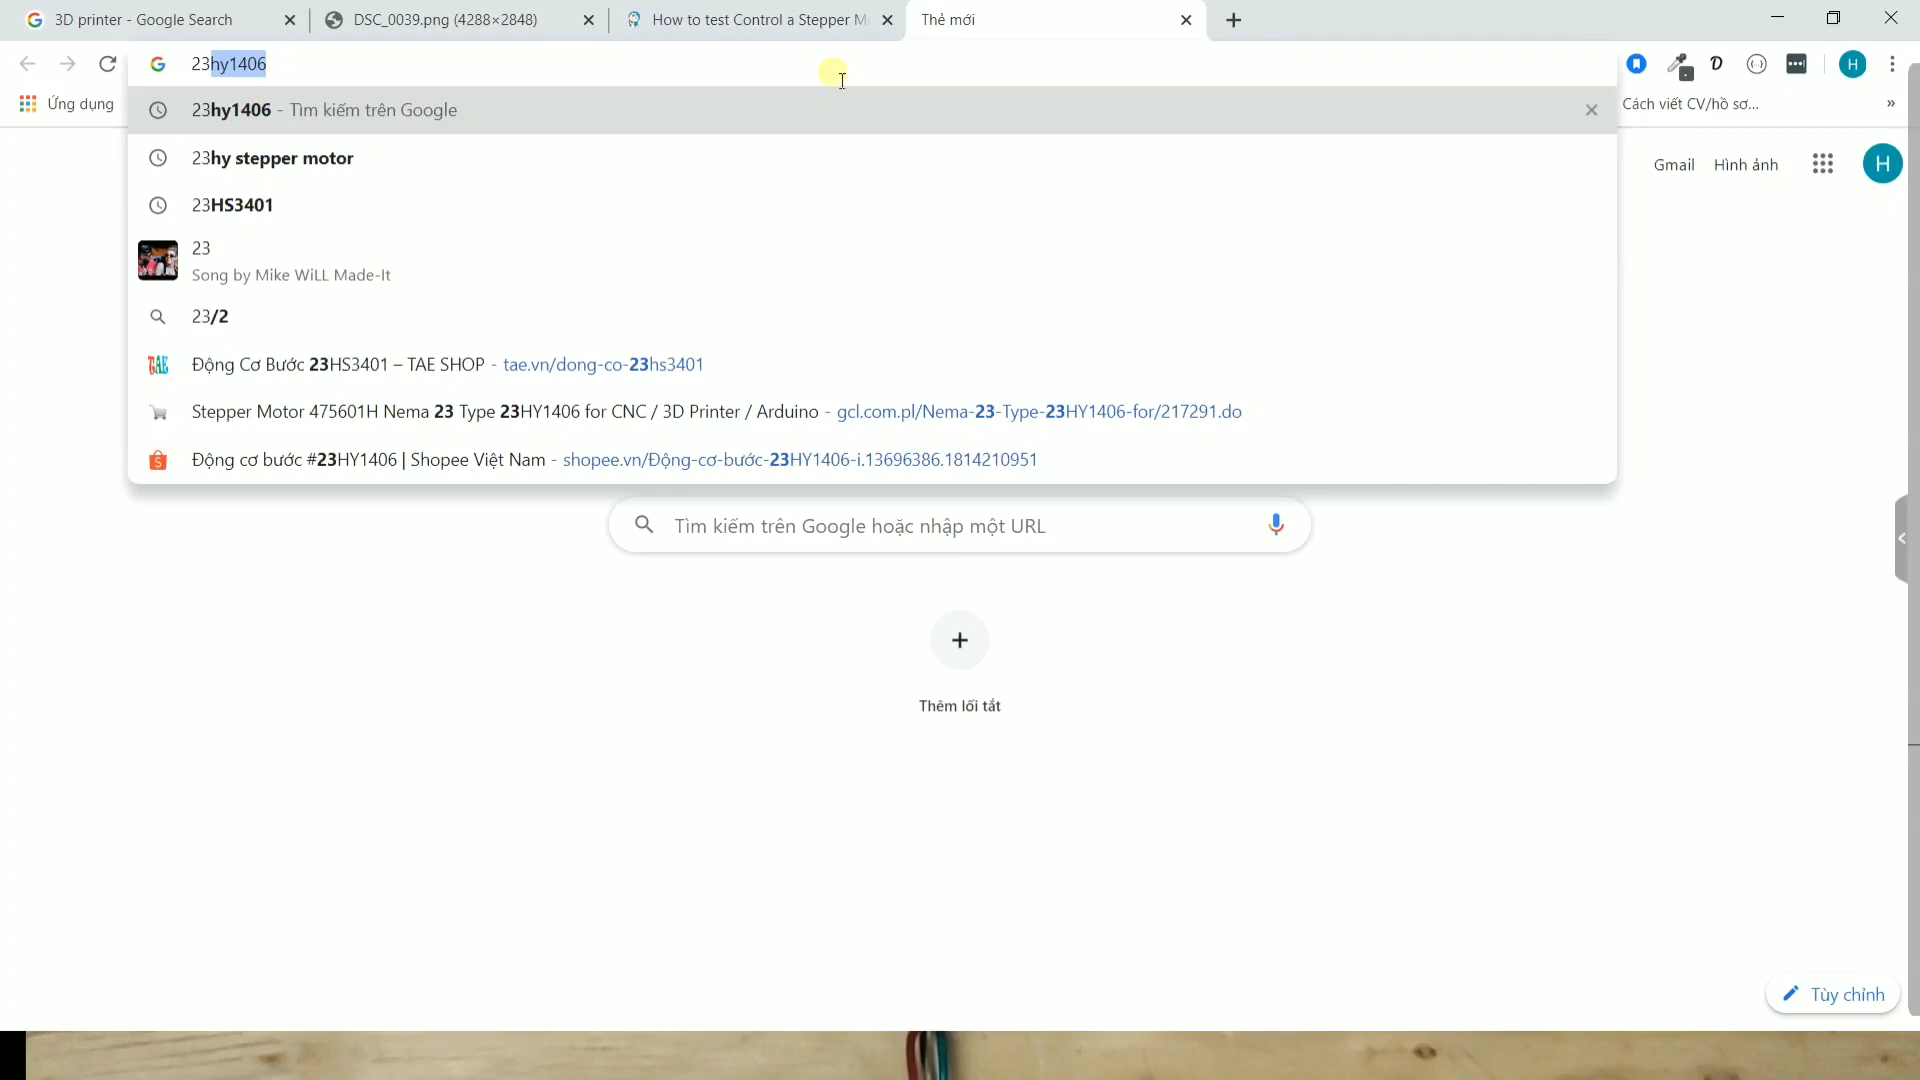 3D printer - Google Search
DSC_0039.png (4288×2848)
How to test Control a Stepper M
Thẻ mới
23hy1406
Ứng dụng
Cách viết CV/hồ sơ...
»
23hy1406 - Tìm kiếm trên Google
23hy stepper motor
23HS3401
23
Song by Mike WiLL Made-It
23/2
Động Cơ Bước 23HS3401 – TAE SHOP - tae.vn/dong-co-23hs3401
Stepper Motor 475601H Nema 23 Type 23HY1406 for CNC / 3D Printer / Arduino - gcl.com.pl/Nema-23-Type-23HY1406-for/217291.do
Động cơ bước #23HY1406 | Shopee Việt Nam - shopee.vn/Động-cơ-bước-23HY1406-i.13696386.1814210951
Gmail
Hình ảnh
H
H
TAE
Tìm kiếm trên Google hoặc nhập một URL
Thêm lối tắt
Tùy chỉnh